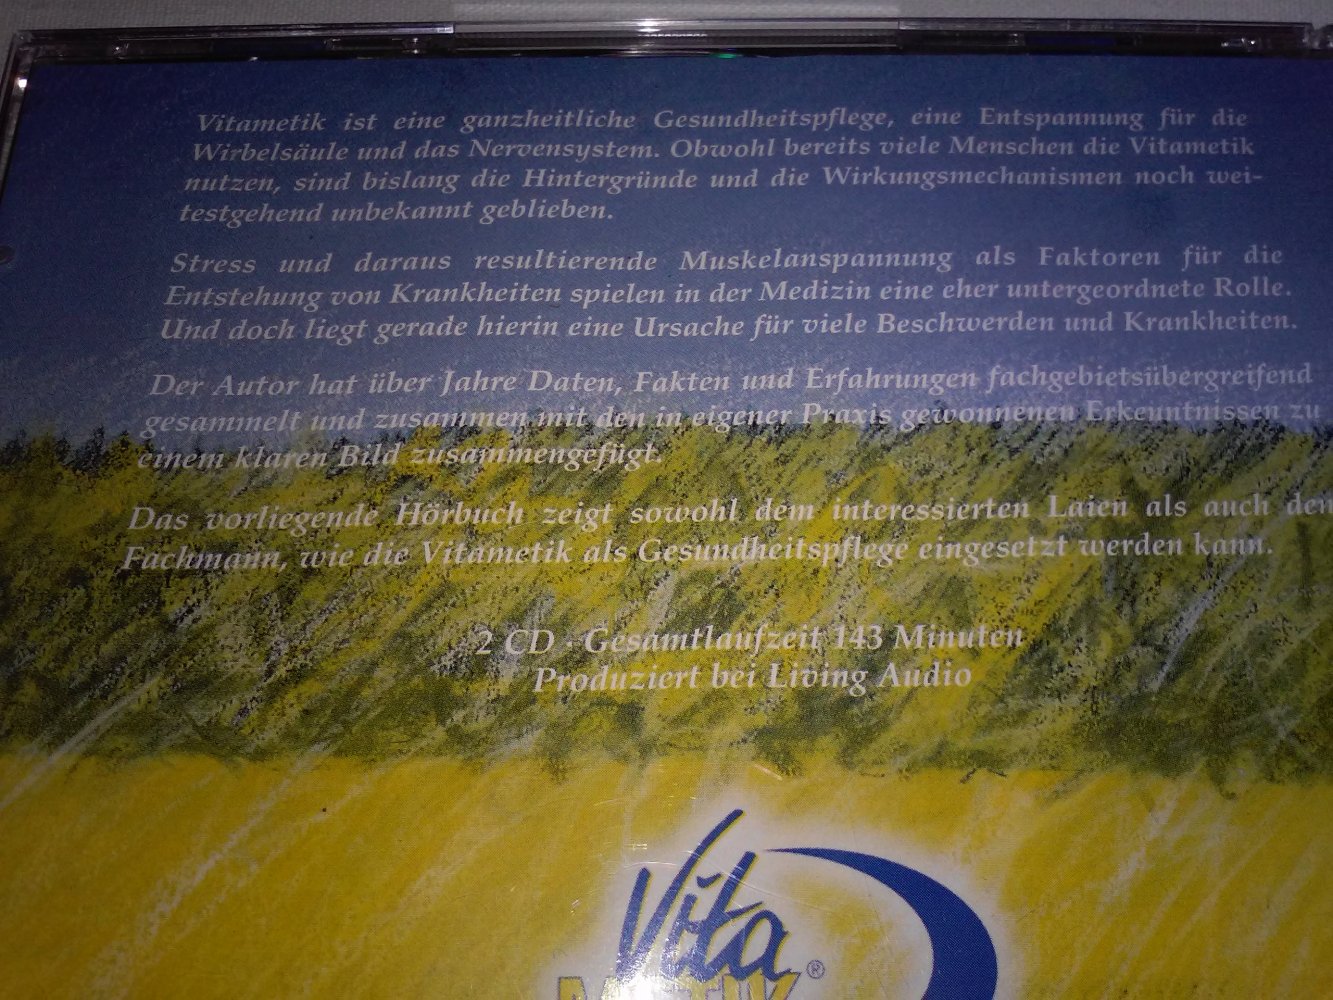 Vitametik ist eine ganzheitliche Gesundheitspflege, eine Entspannung für die
Wirbelsäule und das Nervensystem. Obwohl bereits viele Menschen die Vitametik
nutzen, sind bislang die Hintergründe und die Wirkungsmechanismen noch wei-
testgehend unbekannt geblieben.
Stress und daraus resultierende Muskelanspannung als Faktoren für die
Entstehung von Krankheiten spielen in der Medizin eine eher untergeordnete Rolle.
Und doch liegt gerade hierin eine Ursache für viele Beschwerden und Krankheiten.
Der Autor hat über Jahre Daten, Fakten und Erfahrungen fachgebietsübergreifend
gesammelt und zusammen mit den in eigener Praxis gewonnenen Erkenntnissen zu
einem klaren Bild zusammengefügt.
Das vorliegende Hörbuch zeigt sowohl dem interessierten Laien als auch den
Fachmann, wie die Vitametik als Gesundheitspflege eingesetzt werden kann.
2 CD · Gesamtlaufzeit 143 Minuten
Produziert bei Living Audio
Vita
METIK®